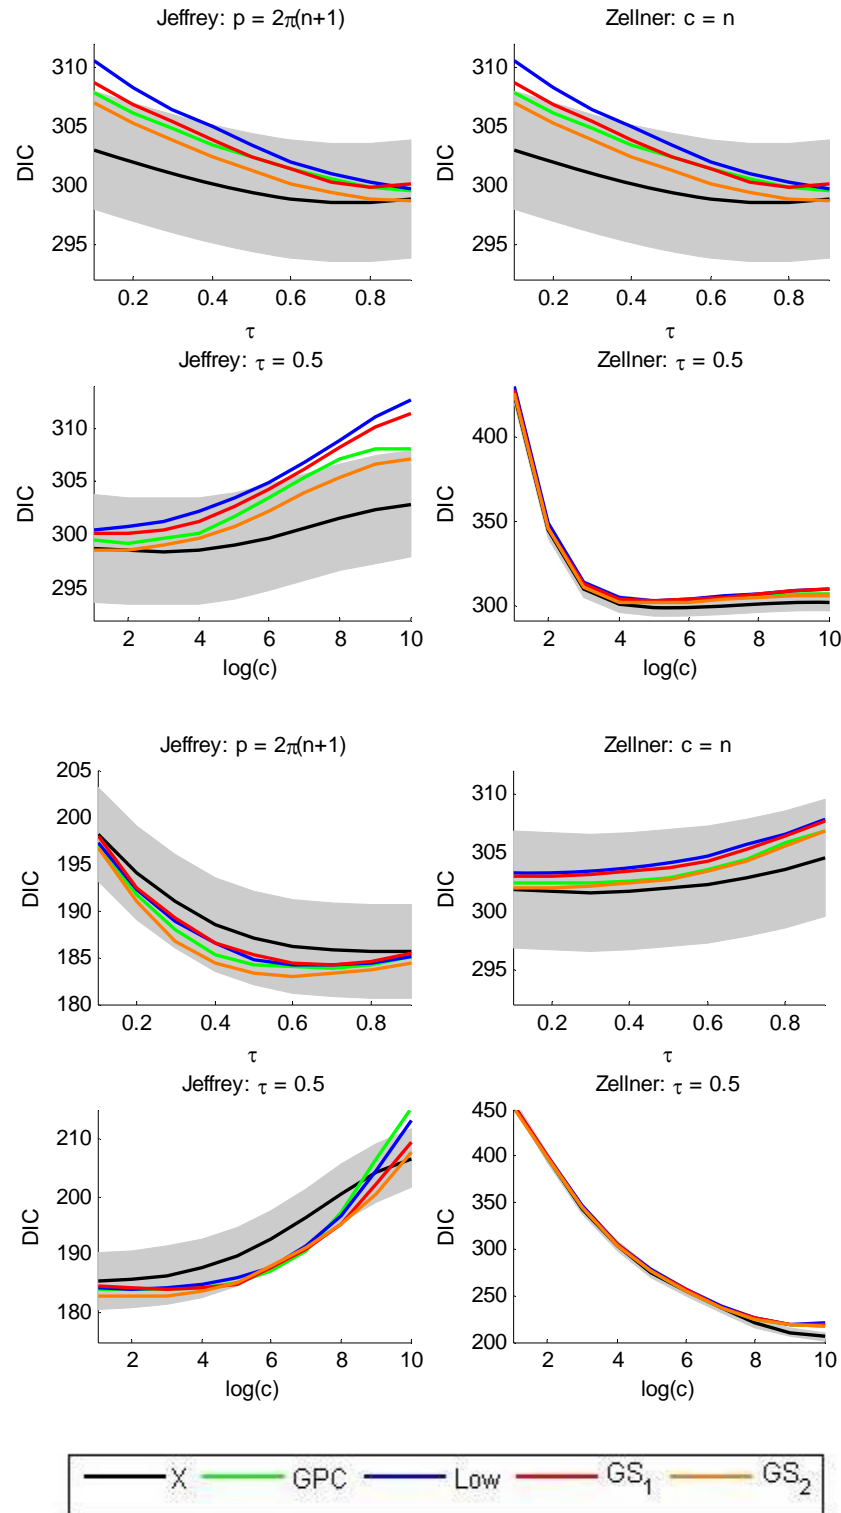 Jeffrey: p = 2π(n+1)
Zellner: c = n
310
305
300
295
DIC
0.2 0.4 0.6 0.8
τ
310
305
300
295
DIC
0.2 0.4 0.6 0.8
τ
Jeffrey: τ = 0.5
Zellner: τ = 0.5
310
305
300
295
DIC
2 4 6 8 10
log(c)
400
350
300
DIC
2 4 6 8 10
log(c)
Jeffrey: p = 2π(n+1)
Zellner: c = n
205
200
195
190
185
180
DIC
0.2 0.4 0.6 0.8
τ
310
305
300
295
DIC
0.2 0.4 0.6 0.8
τ
Jeffrey: τ = 0.5
Zellner: τ = 0.5
210
200
190
180
DIC
2 4 6 8 10
log(c)
450
400
350
300
250
200
DIC
2 4 6 8 10
log(c)
X GPC Low GS₁ GS₂